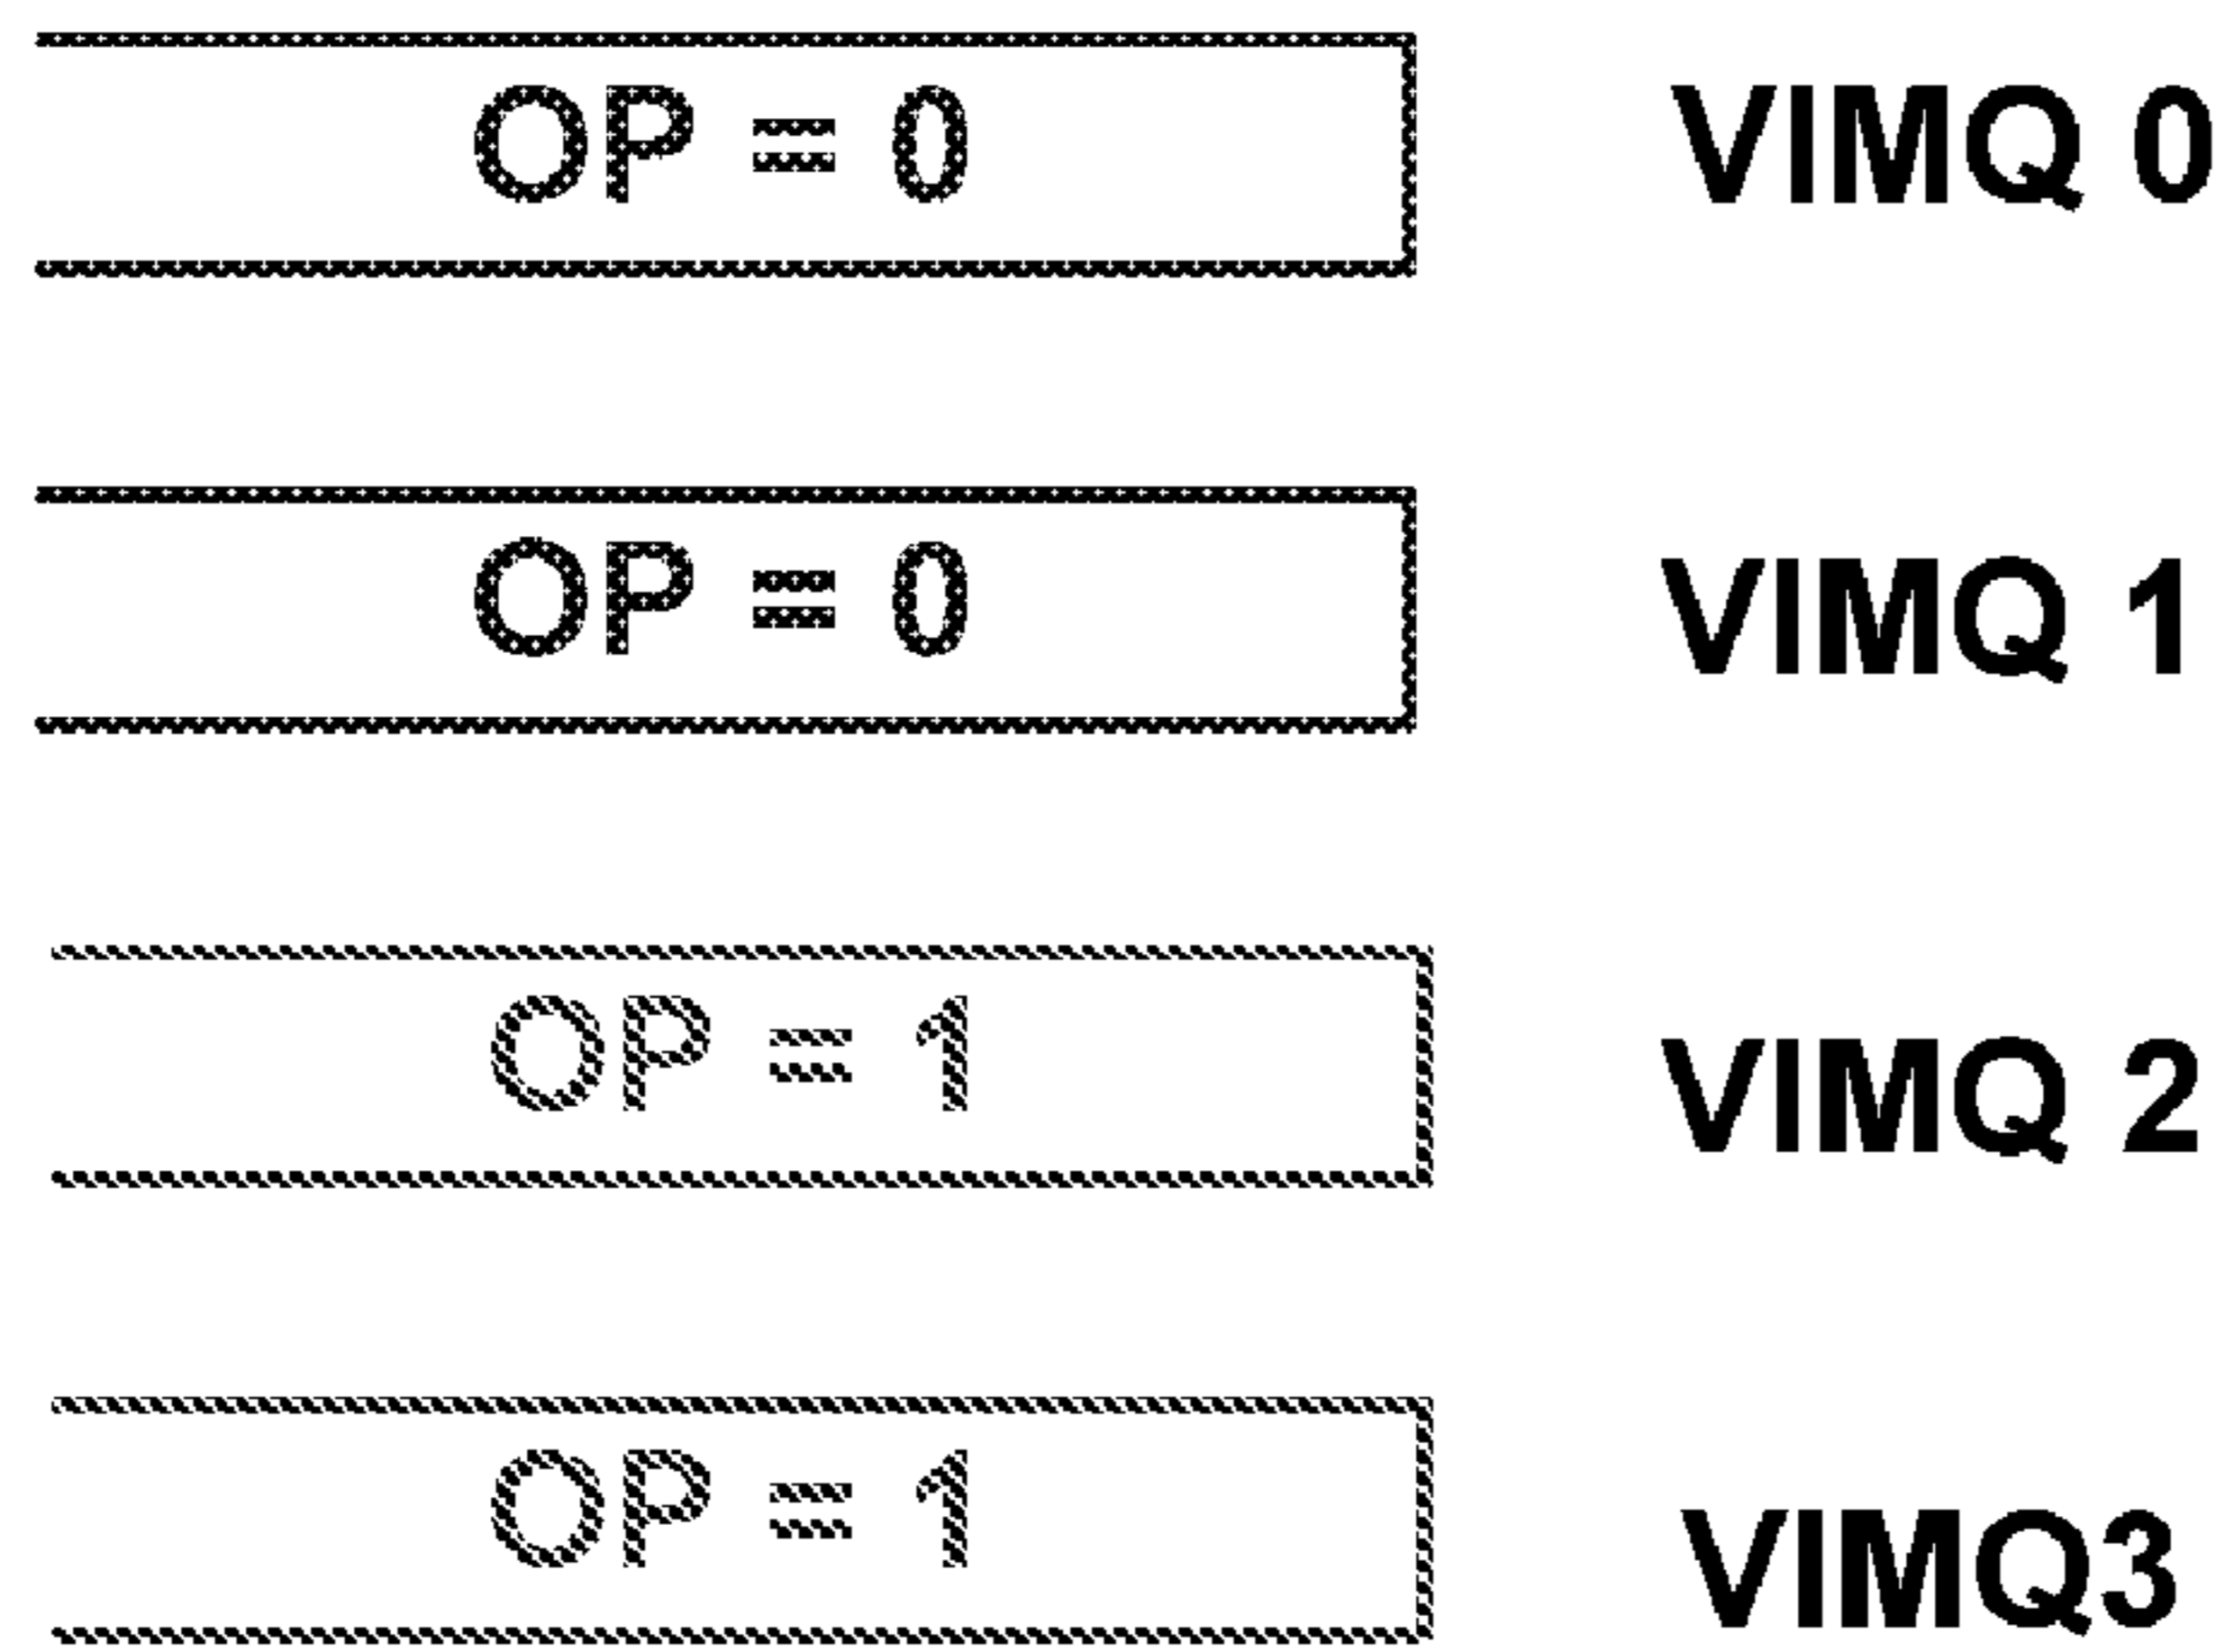 OP = 0 VIMQ 0
OP = 0 VIMQ 1
OP = 1 VIMQ 2
OP = 1 VIMQ3